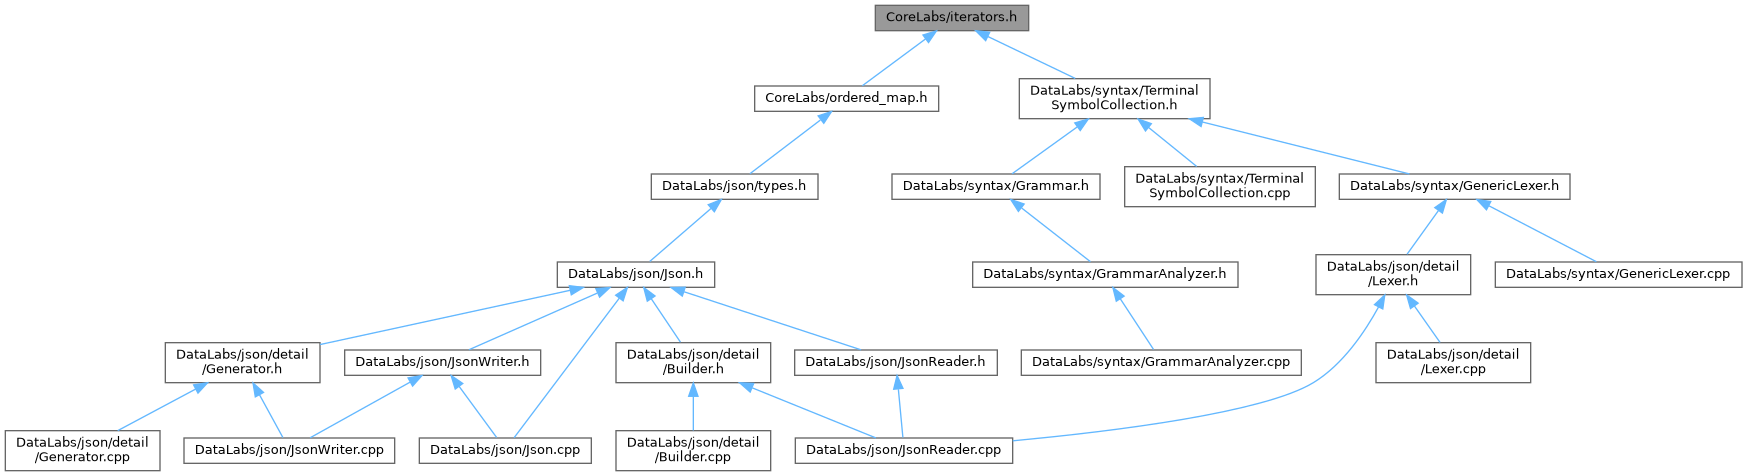 CoreLabs/iterators.h
CoreLabs/ordered_map.h
DataLabs/syntax/Terminal
SymbolCollection.h
DataLabs/json/types.h
DataLabs/syntax/Grammar.h
DataLabs/syntax/Terminal
SymbolCollection.cpp
DataLabs/syntax/GenericLexer.h
DataLabs/json/Json.h
DataLabs/syntax/GrammarAnalyzer.h
DataLabs/json/detail
/Lexer.h
DataLabs/syntax/GenericLexer.cpp
DataLabs/json/detail
/Generator.h
DataLabs/json/JsonWriter.h
DataLabs/json/detail
/Builder.h
DataLabs/json/JsonReader.h
DataLabs/syntax/GrammarAnalyzer.cpp
DataLabs/json/detail
/Lexer.cpp
DataLabs/json/detail
/Generator.cpp
DataLabs/json/JsonWriter.cpp
DataLabs/json/Json.cpp
DataLabs/json/detail
/Builder.cpp
DataLabs/json/JsonReader.cpp